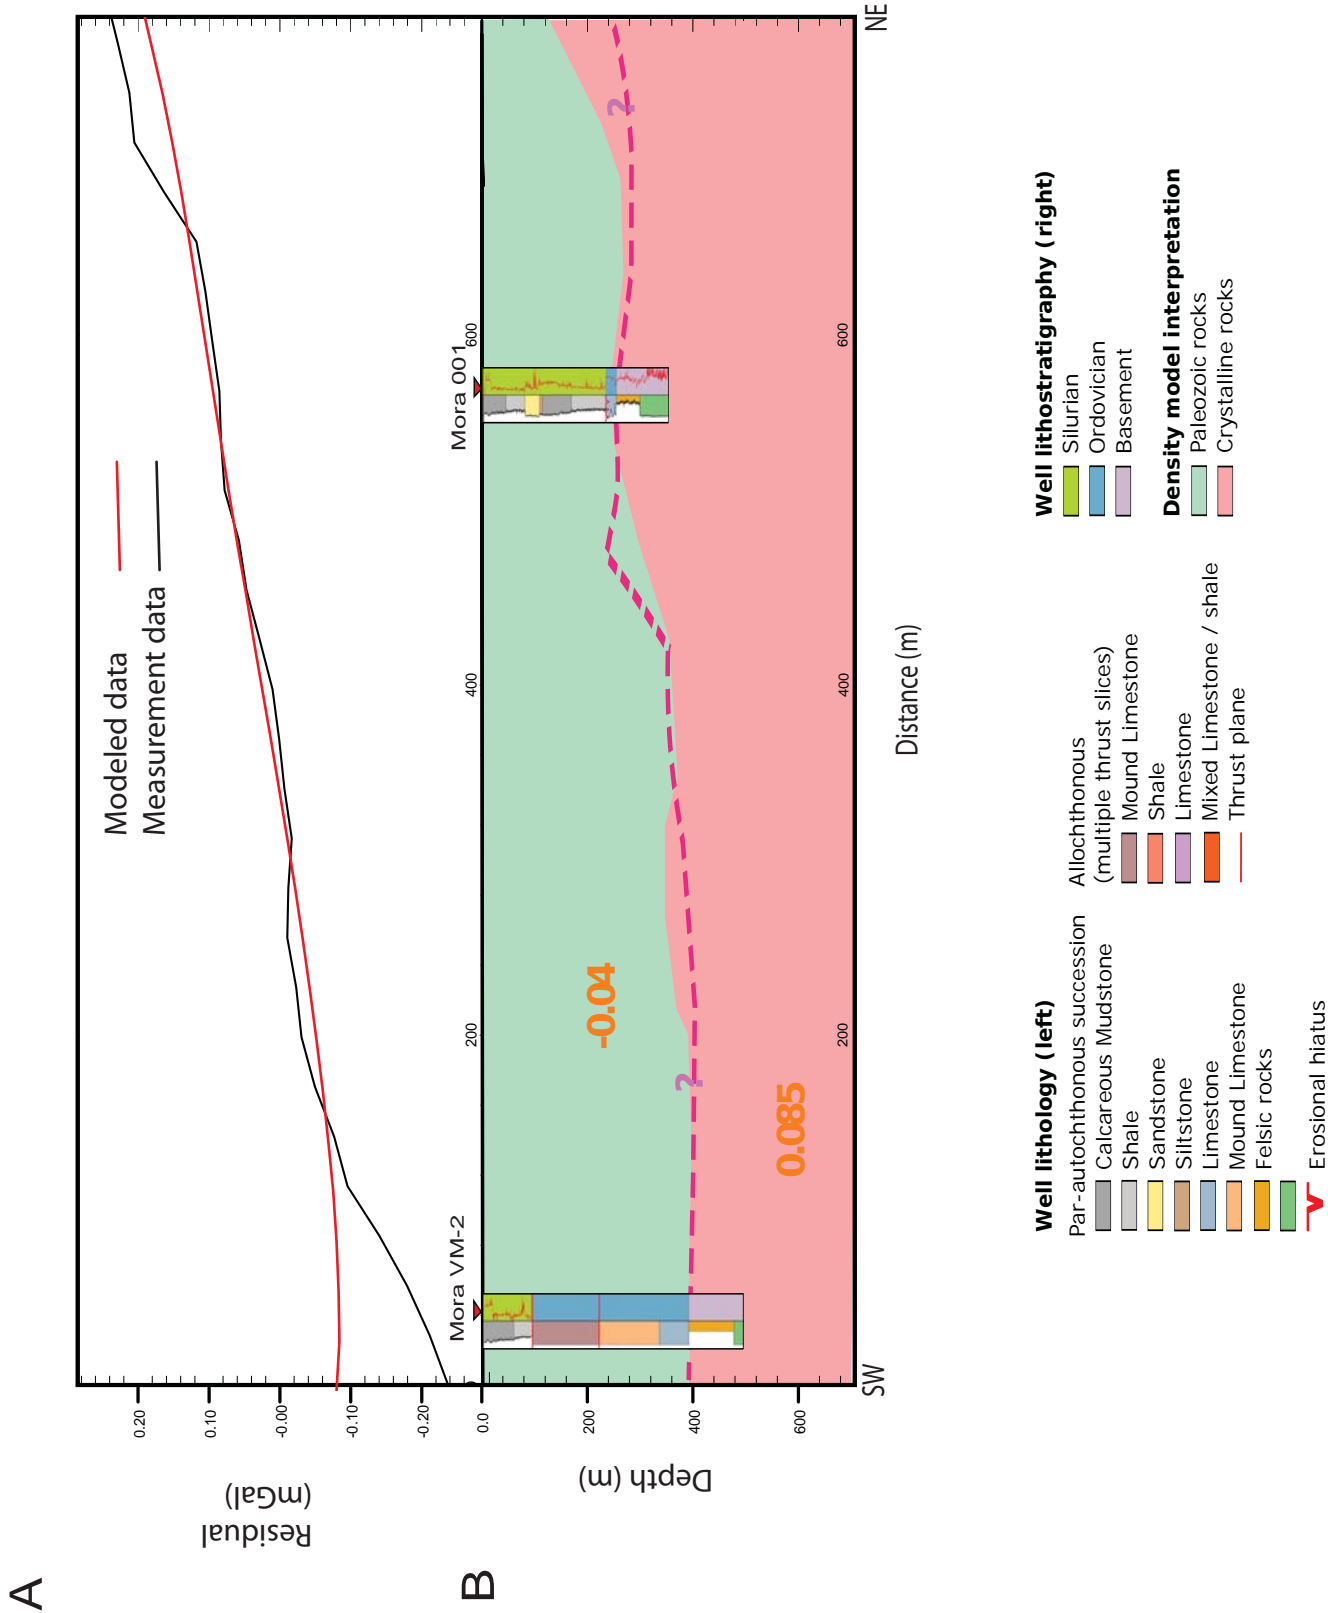 A
Residual
(mGal)
0.20
0.10
-0.00
-0.10
-0.20
Modeled data
Measurement data
B
Depth (m)
0.0
200
400
600
0
200
400
600
Mora VM-2
Mora 001
-0.04
0.085
?
?
200
400
600
SW
NE
Distance (m)
Well lithology (left)
Par-autochthonous succession
Calcareous Mudstone
Shale
Sandstone
Siltstone
Limestone
Mound Limestone
Felsic rocks
Erosional hiatus
Allochthonous
(multiple thrust slices)
Mound Limestone
Shale
Limestone
Mixed Limestone / shale
Thrust plane
Well lithostratigraphy (right)
Silurian
Ordovician
Basement
Density model interpretation
Paleozoic rocks
Crystalline rocks